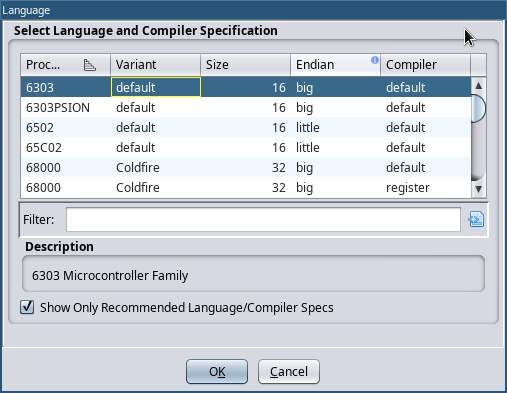 Language
Select Language and Compiler Specification
Proc... Variant Size Endian Compiler
6303 default 16 big default
6303PSION default 16 big default
6502 default 16 little default
65C02 default 16 little default
68000 Coldfire 32 big default
68000 Coldfire 32 big register
Filter:
Description
6303 Microcontroller Family
Show Only Recommended Language/Compiler Specs
OK Cancel